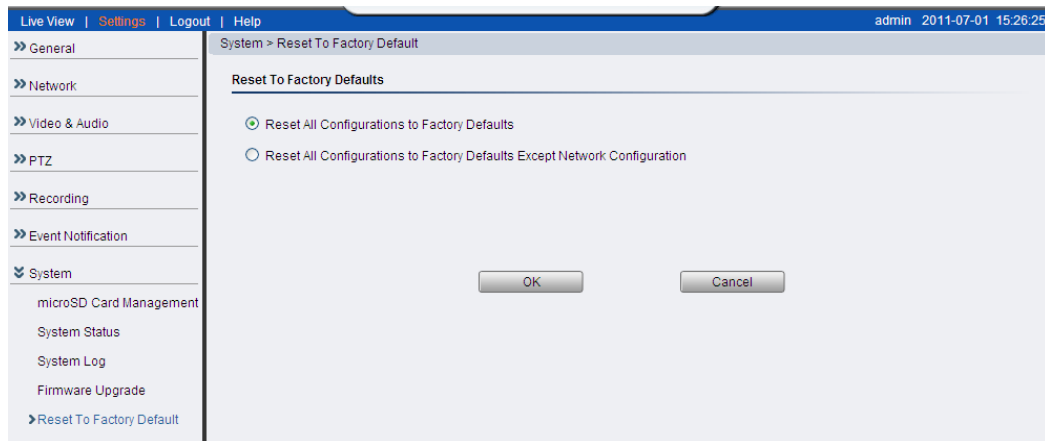 Live View | Settings | Logout | Help admin 2011-07-01 15:26:25
General
Network
Video & Audio
PTZ
Recording
Event Notification
System
microSD Card Management
System Status
System Log
Firmware Upgrade
Reset To Factory Default
System > Reset To Factory Default
Reset To Factory Defaults
Reset All Configurations to Factory Defaults
Reset All Configurations to Factory Defaults Except Network Configuration
OK Cancel